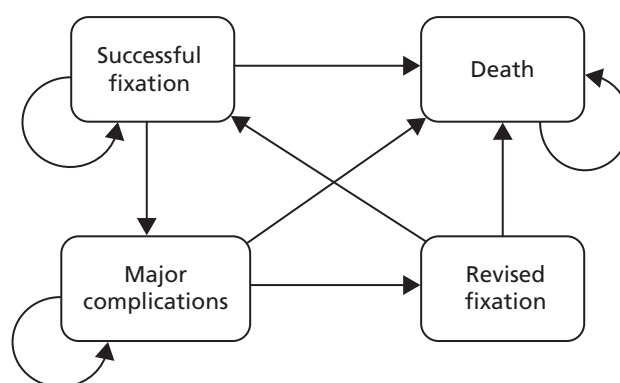 Successful
fixation
Death
Major
complications
Revised
fixation